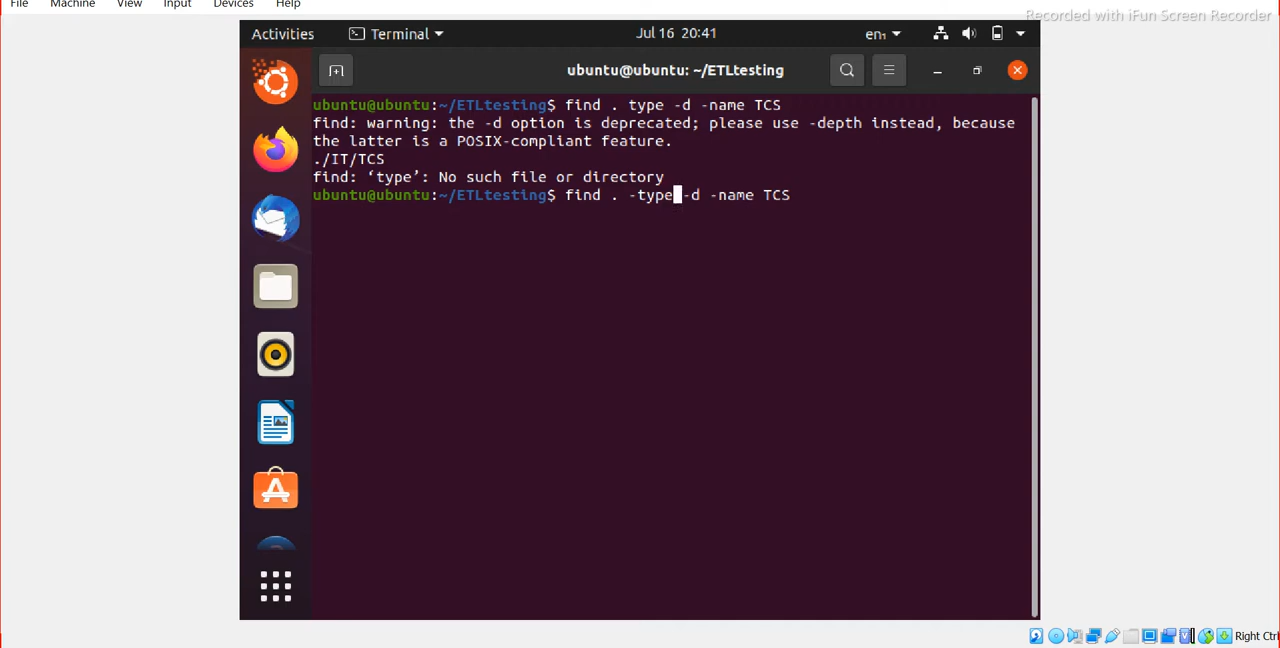 File Machine View Input Devices Help
Recorded with iFun Screen Recorder
Activities Terminal Jul 16 20:41 en₁
ubuntu@ubuntu: ~/ETLtesting
ubuntu@ubuntu:~/ETLtesting$ find . type -d -name TCS
find: warning: the -d option is deprecated; please use -depth instead, because
the latter is a POSIX-compliant feature.
./IT/TCS
find: ‘type’: No such file or directory
ubuntu@ubuntu:~/ETLtesting$ find . -type -d -name TCS
Right Ctrl